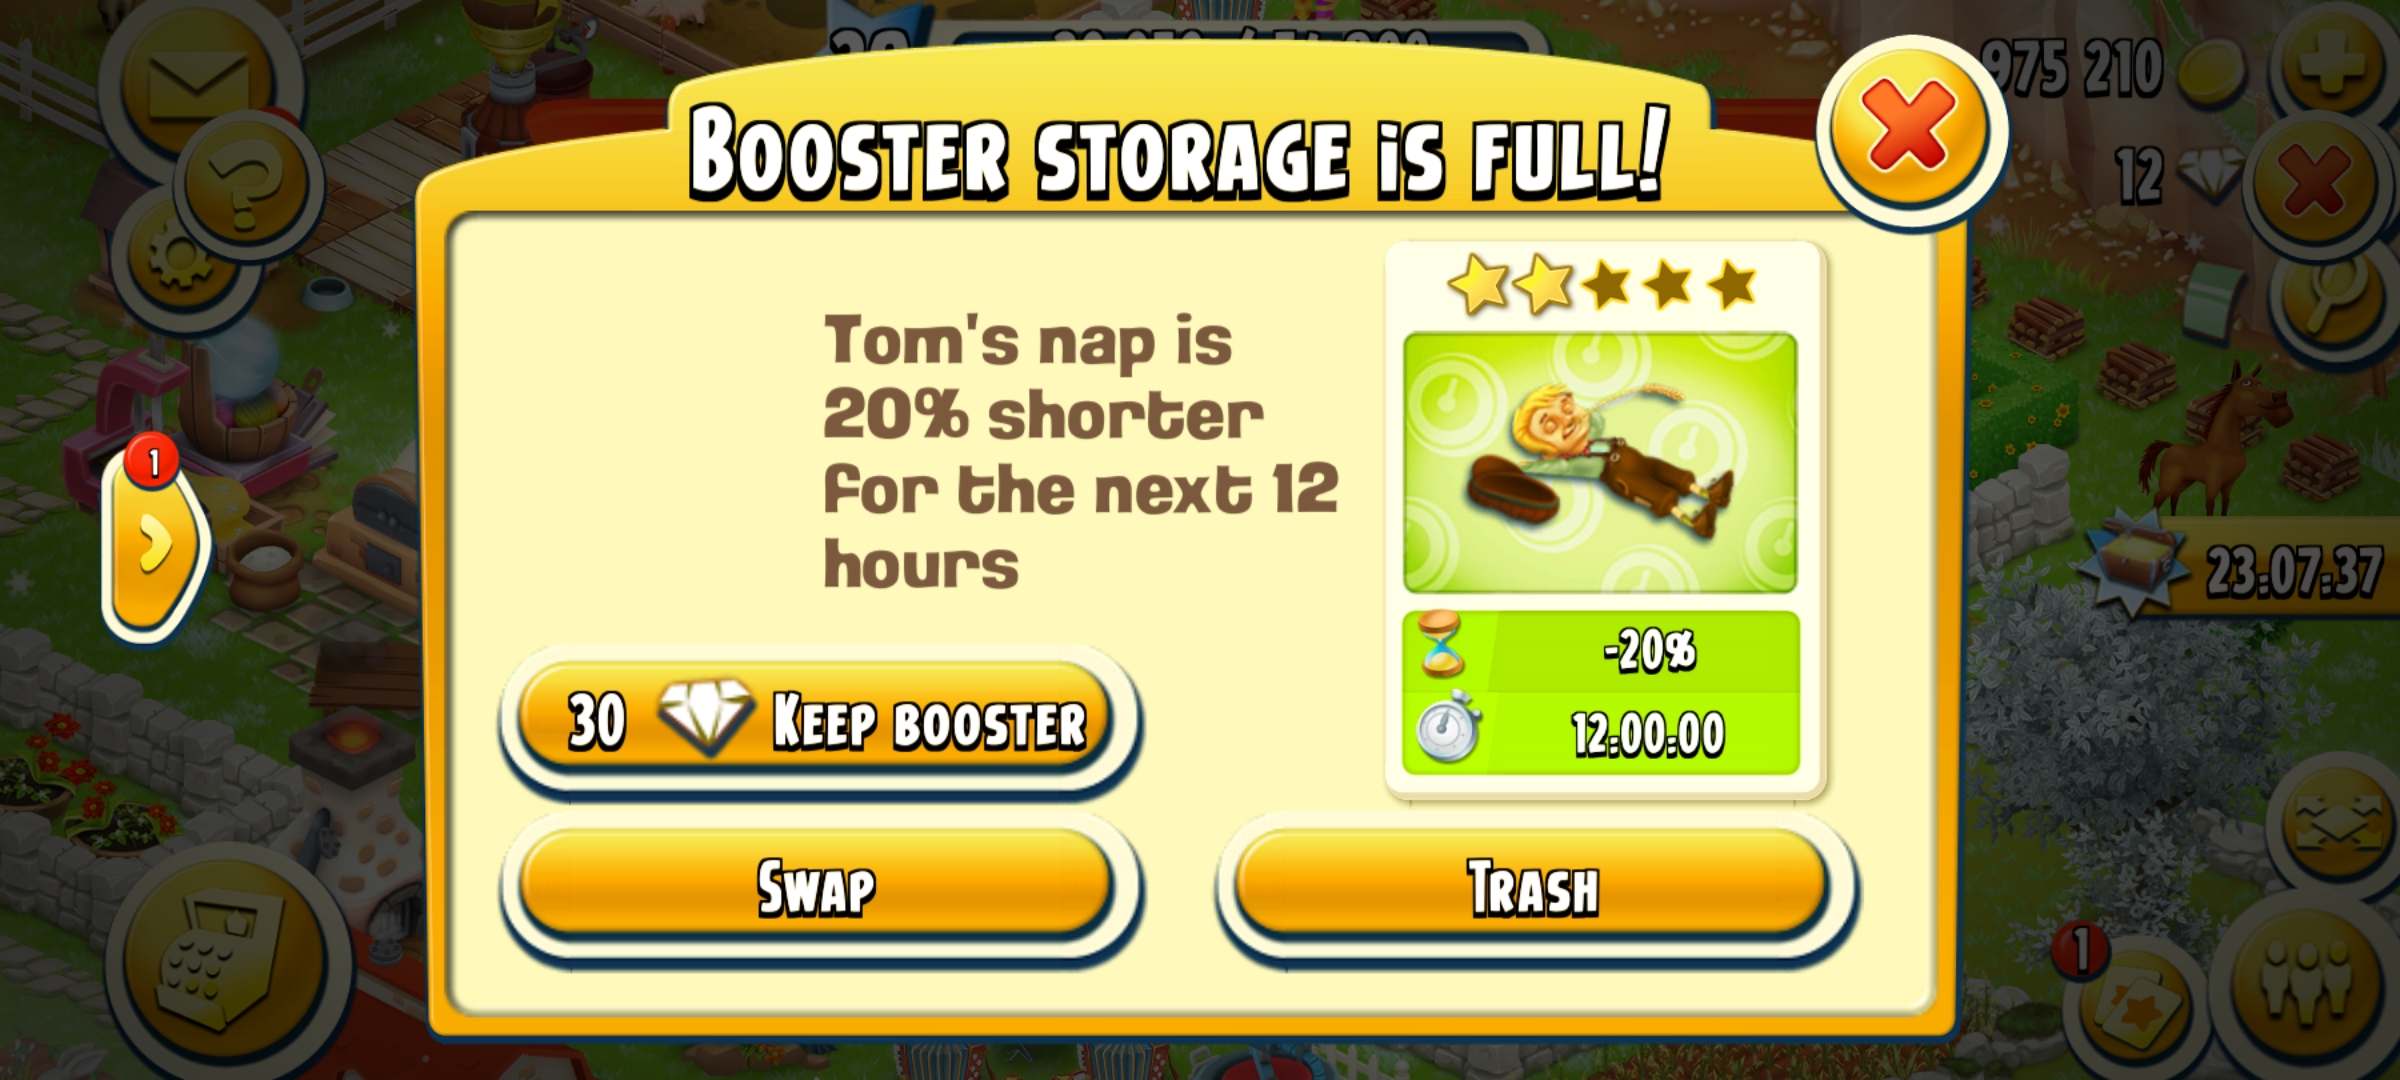 975 210
BOOSTER STORAGE IS FULL!
12
Tom's nap is
20% shorter
for the next 12
hours
1
23:07:37
-20%
30 KEEP BOOSTER
12:00:00
SWAP
TRASH
1